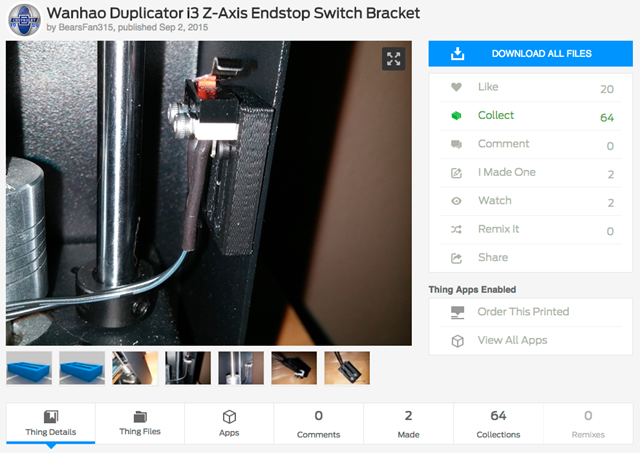 Wanhao Duplicator i3 Z-Axis Endstop Switch Bracket
by BearsFan315, published Sep 2, 2015
DOWNLOAD ALL FILES
Like 20
Collect 64
Comment 0
I Made One 2
Watch 2
Remix It 0
Share
Thing Apps Enabled
Order This Printed
View All Apps
Thing Details
Thing Files
Apps
0
Comments
2
Made
64
Collections
0
Remixes